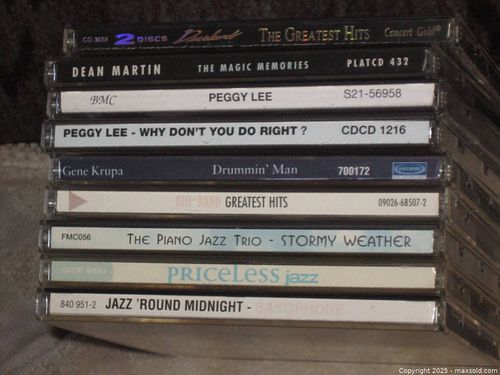 CG 3655 2 DISCS Dixieland THE GREATEST HITS Concert Gold
DEAN MARTIN THE MAGIC MEMORIES PLATCD 432
BMC PEGGY LEE S21-56958
PEGGY LEE - WHY DON'T YOU DO RIGHT ? CDCD 1216
Gene Krupa Drummin' Man 700172
BIG-BAND GREATEST HITS 09026-68507-2
FMC056 THE PIANO JAZZ TRIO - STORMY WEATHER
PRICELESS jazz
840 951-2 JAZZ 'ROUND MIDNIGHT - SAXOPHONE
Copyright © 2025 - maxsold.com